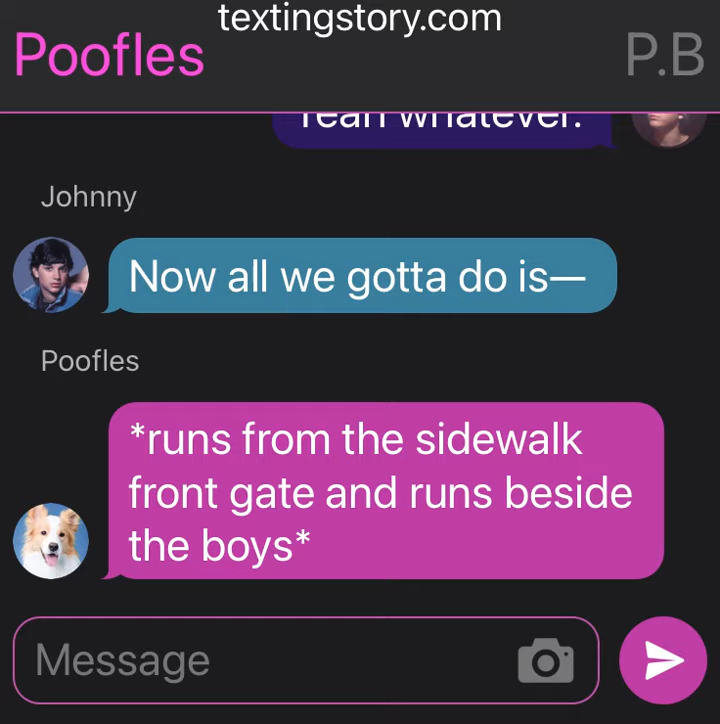 textingstory.com
Poofles
P.B
Yeah whatever.
Johnny
Now all we gotta do is—
Poofles
*runs from the sidewalk
front gate and runs beside
the boys*
Message